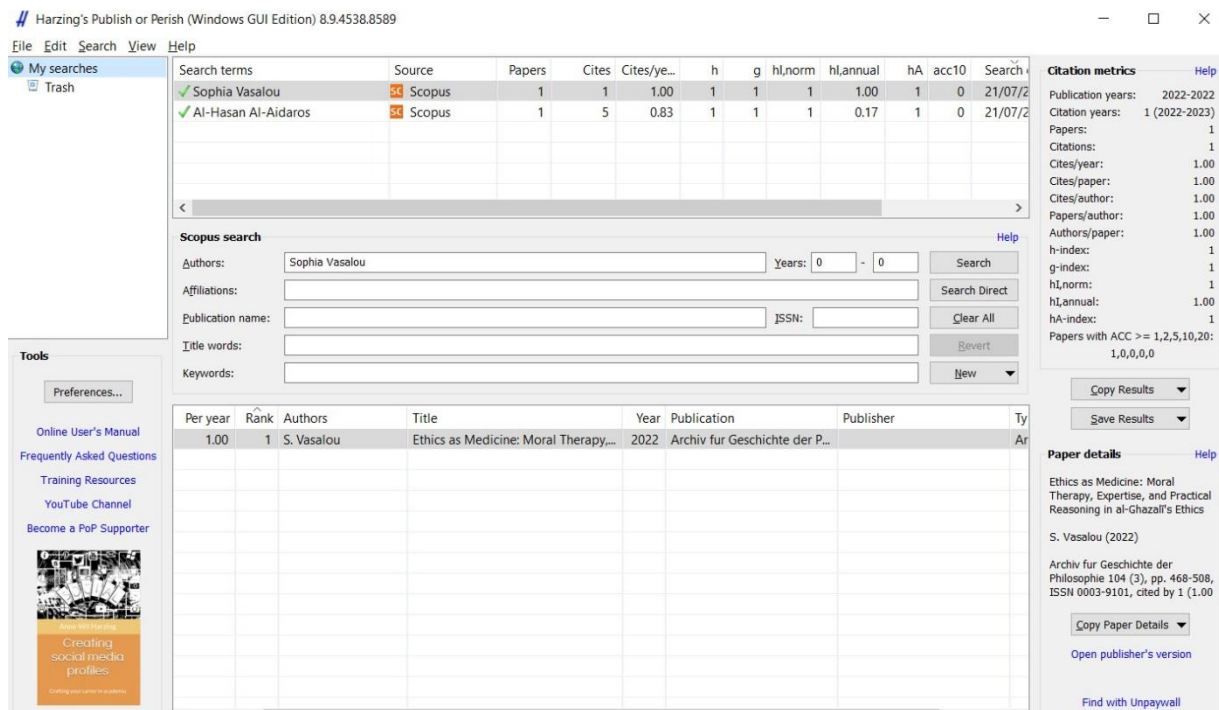 Harzing's Publish or Perish (Windows GUI Edition) 8.9.4538.8589
File Edit Search View Help
My searches
Trash
Search terms Source Papers Cites Cites/ye... h g hI,norm hI,annual hA acc10 Search
Sophia Vasalou SC Scopus 1 1 1.00 1 1 1 1.00 1 0 21/07/2
Al-Hasan Al-Aidaros SC Scopus 1 5 0.83 1 1 1 0.17 1 0 21/07/2
Scopus search Help
Authors: Sophia Vasalou Years: 0 - 0 Search
Affiliations: Search Direct
Publication name: ISSN: Clear All
Title words: Revert
Keywords: New
Per year Rank Authors Title Year Publication Publisher Ty
1.00 1 S. Vasalou Ethics as Medicine: Moral Therapy,... 2022 Archiv fur Geschichte der P... Ar
Tools
Preferences...
Online User's Manual
Frequently Asked Questions
Training Resources
YouTube Channel
Become a PoP Supporter
Anne-Wil Harzing
Creating
social media
profiles
Crafting your career in academia
Citation metrics Help
Publication years: 2022-2022
Citation years: 1 (2022-2023)
Papers: 1
Citations: 1
Cites/year: 1.00
Cites/paper: 1.00
Cites/author: 1.00
Papers/author: 1.00
Authors/paper: 1.00
h-index: 1
g-index: 1
hI,norm: 1
hI,annual: 1.00
hA-index: 1
Papers with ACC >= 1,2,5,10,20:
1,0,0,0,0
Copy Results
Save Results
Paper details Help
Ethics as Medicine: Moral
Therapy, Expertise, and Practical
Reasoning in al-Ghazalī's Ethics
S. Vasalou (2022)
Archiv fur Geschichte der
Philosophie 104 (3), pp. 468-508,
ISSN 0003-9101, cited by 1 (1.00
Copy Paper Details
Open publisher's version
Find with Unpaywall